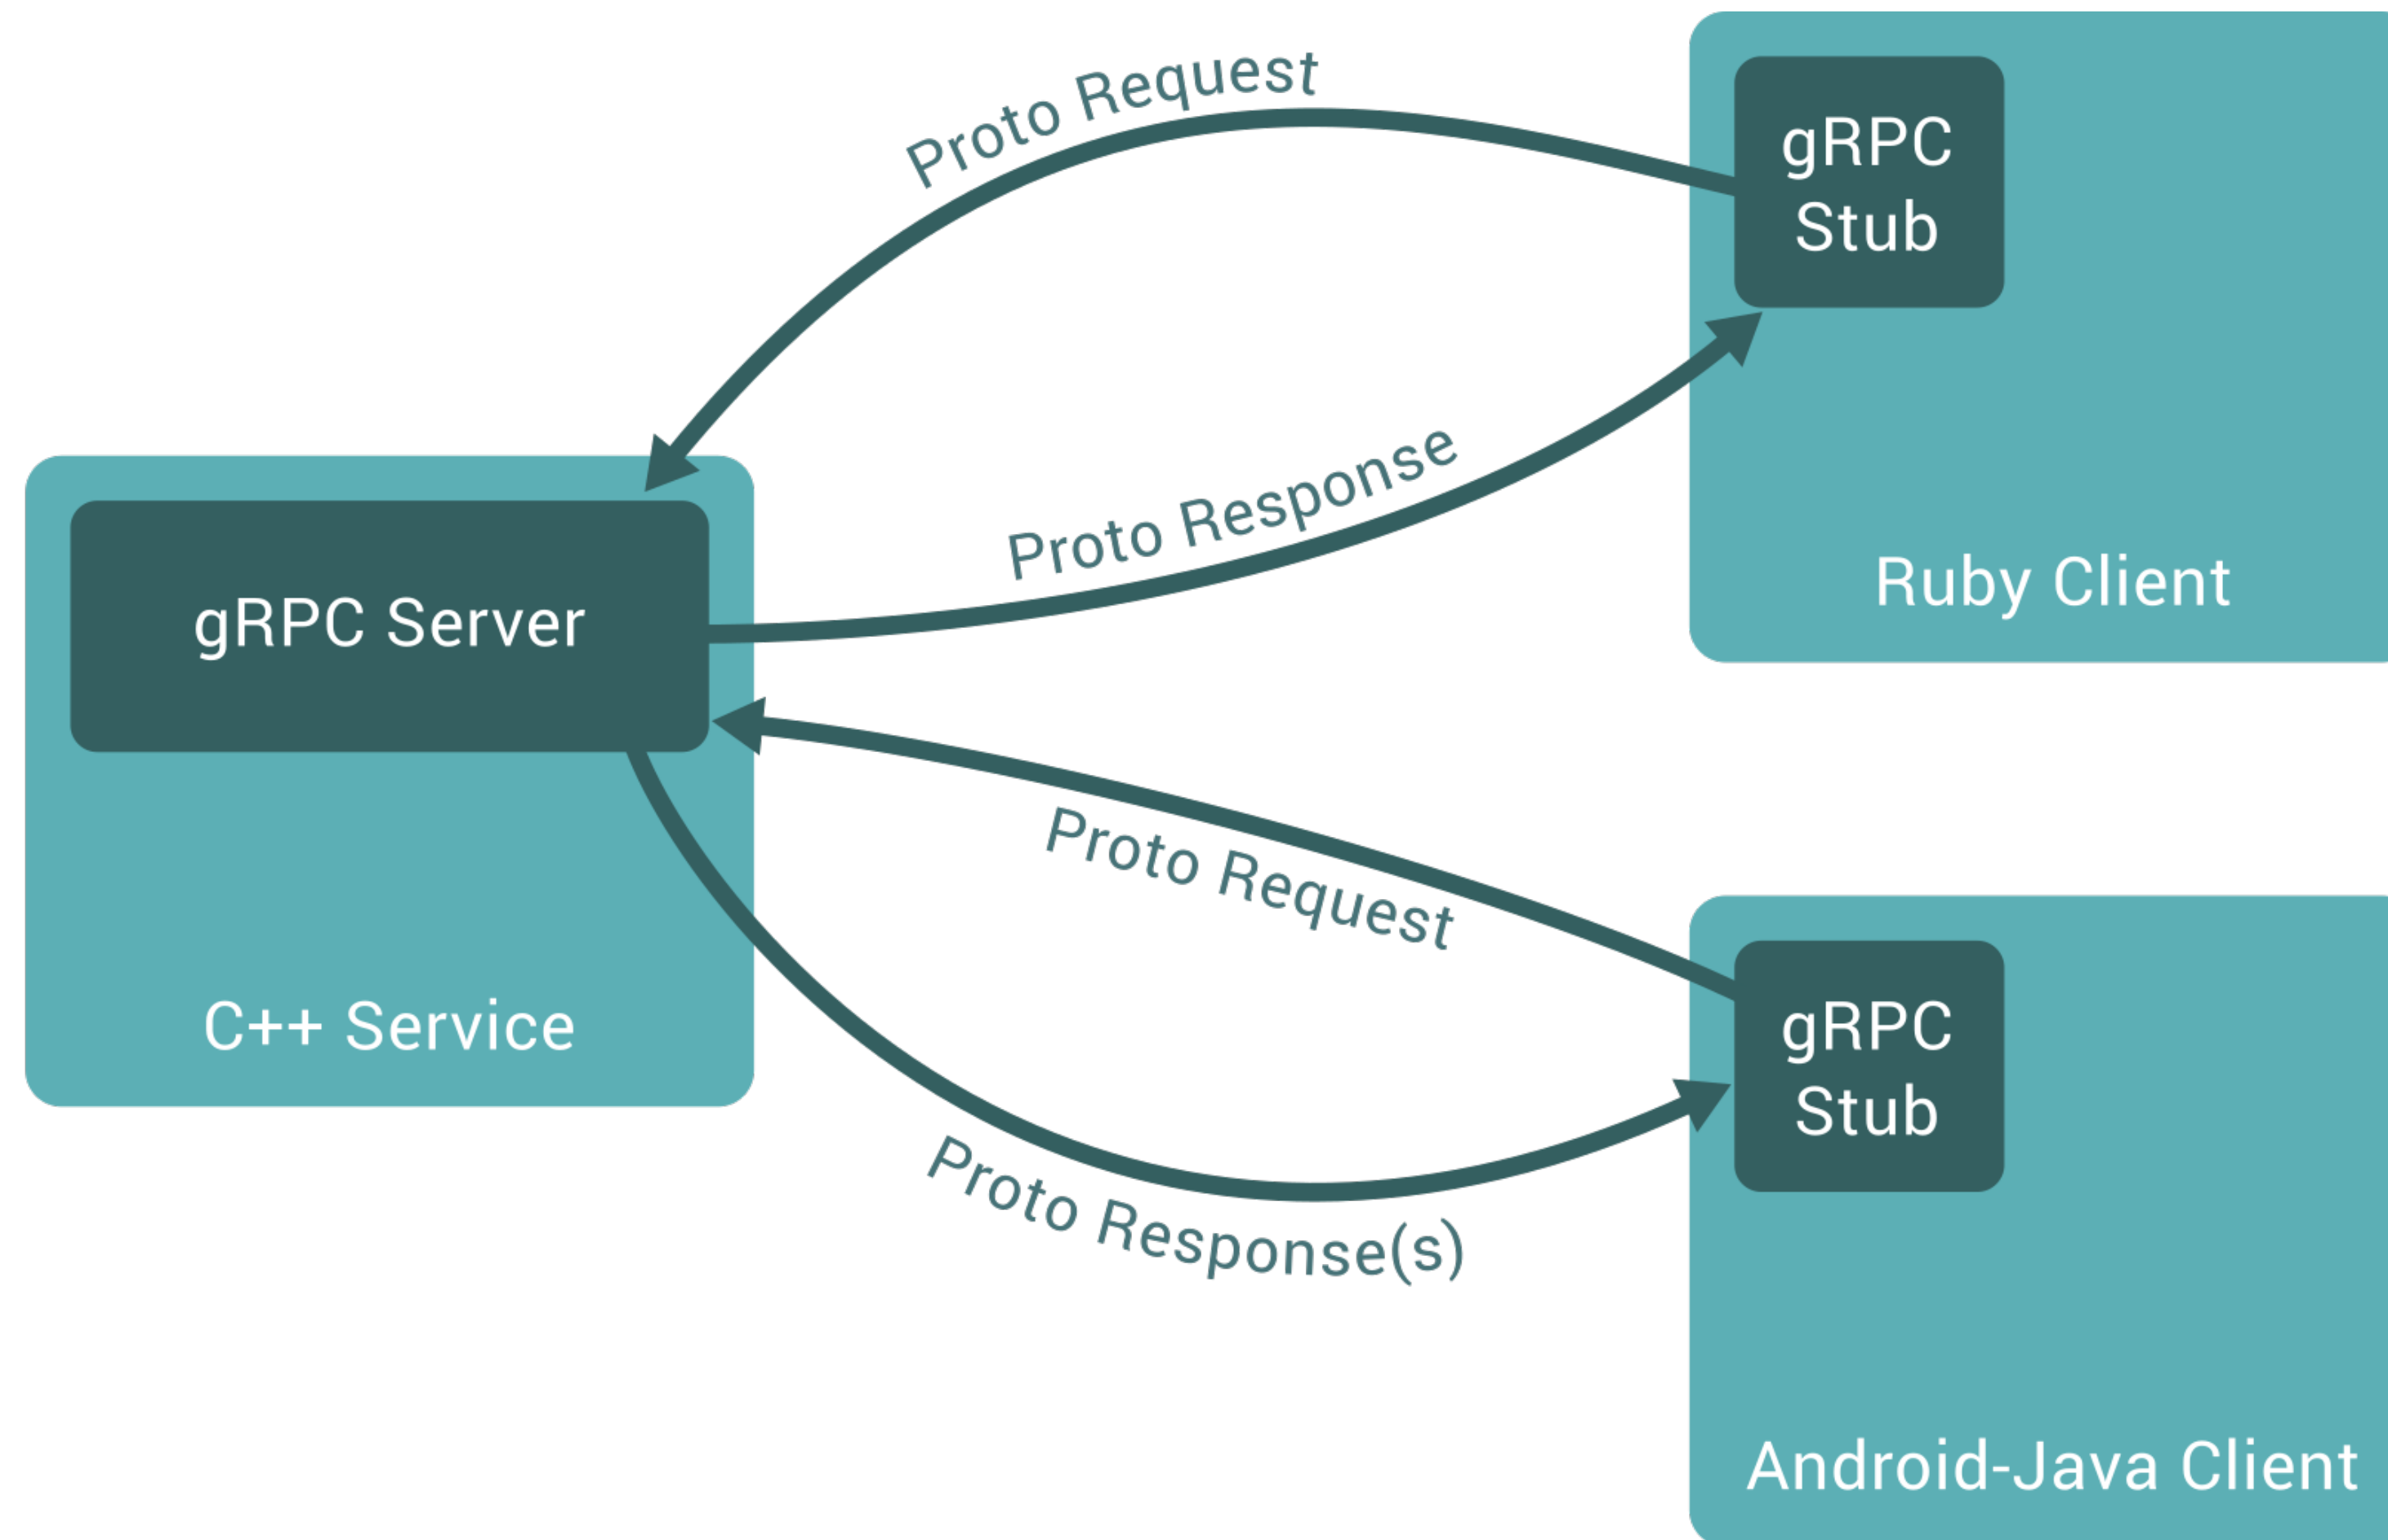 Proto Request
gRPC
Stub
Proto Response
Ruby Client
gRPC Server
Proto Request
C++ Service
gRPC
Stub
Proto Response(s)
Android-Java Client